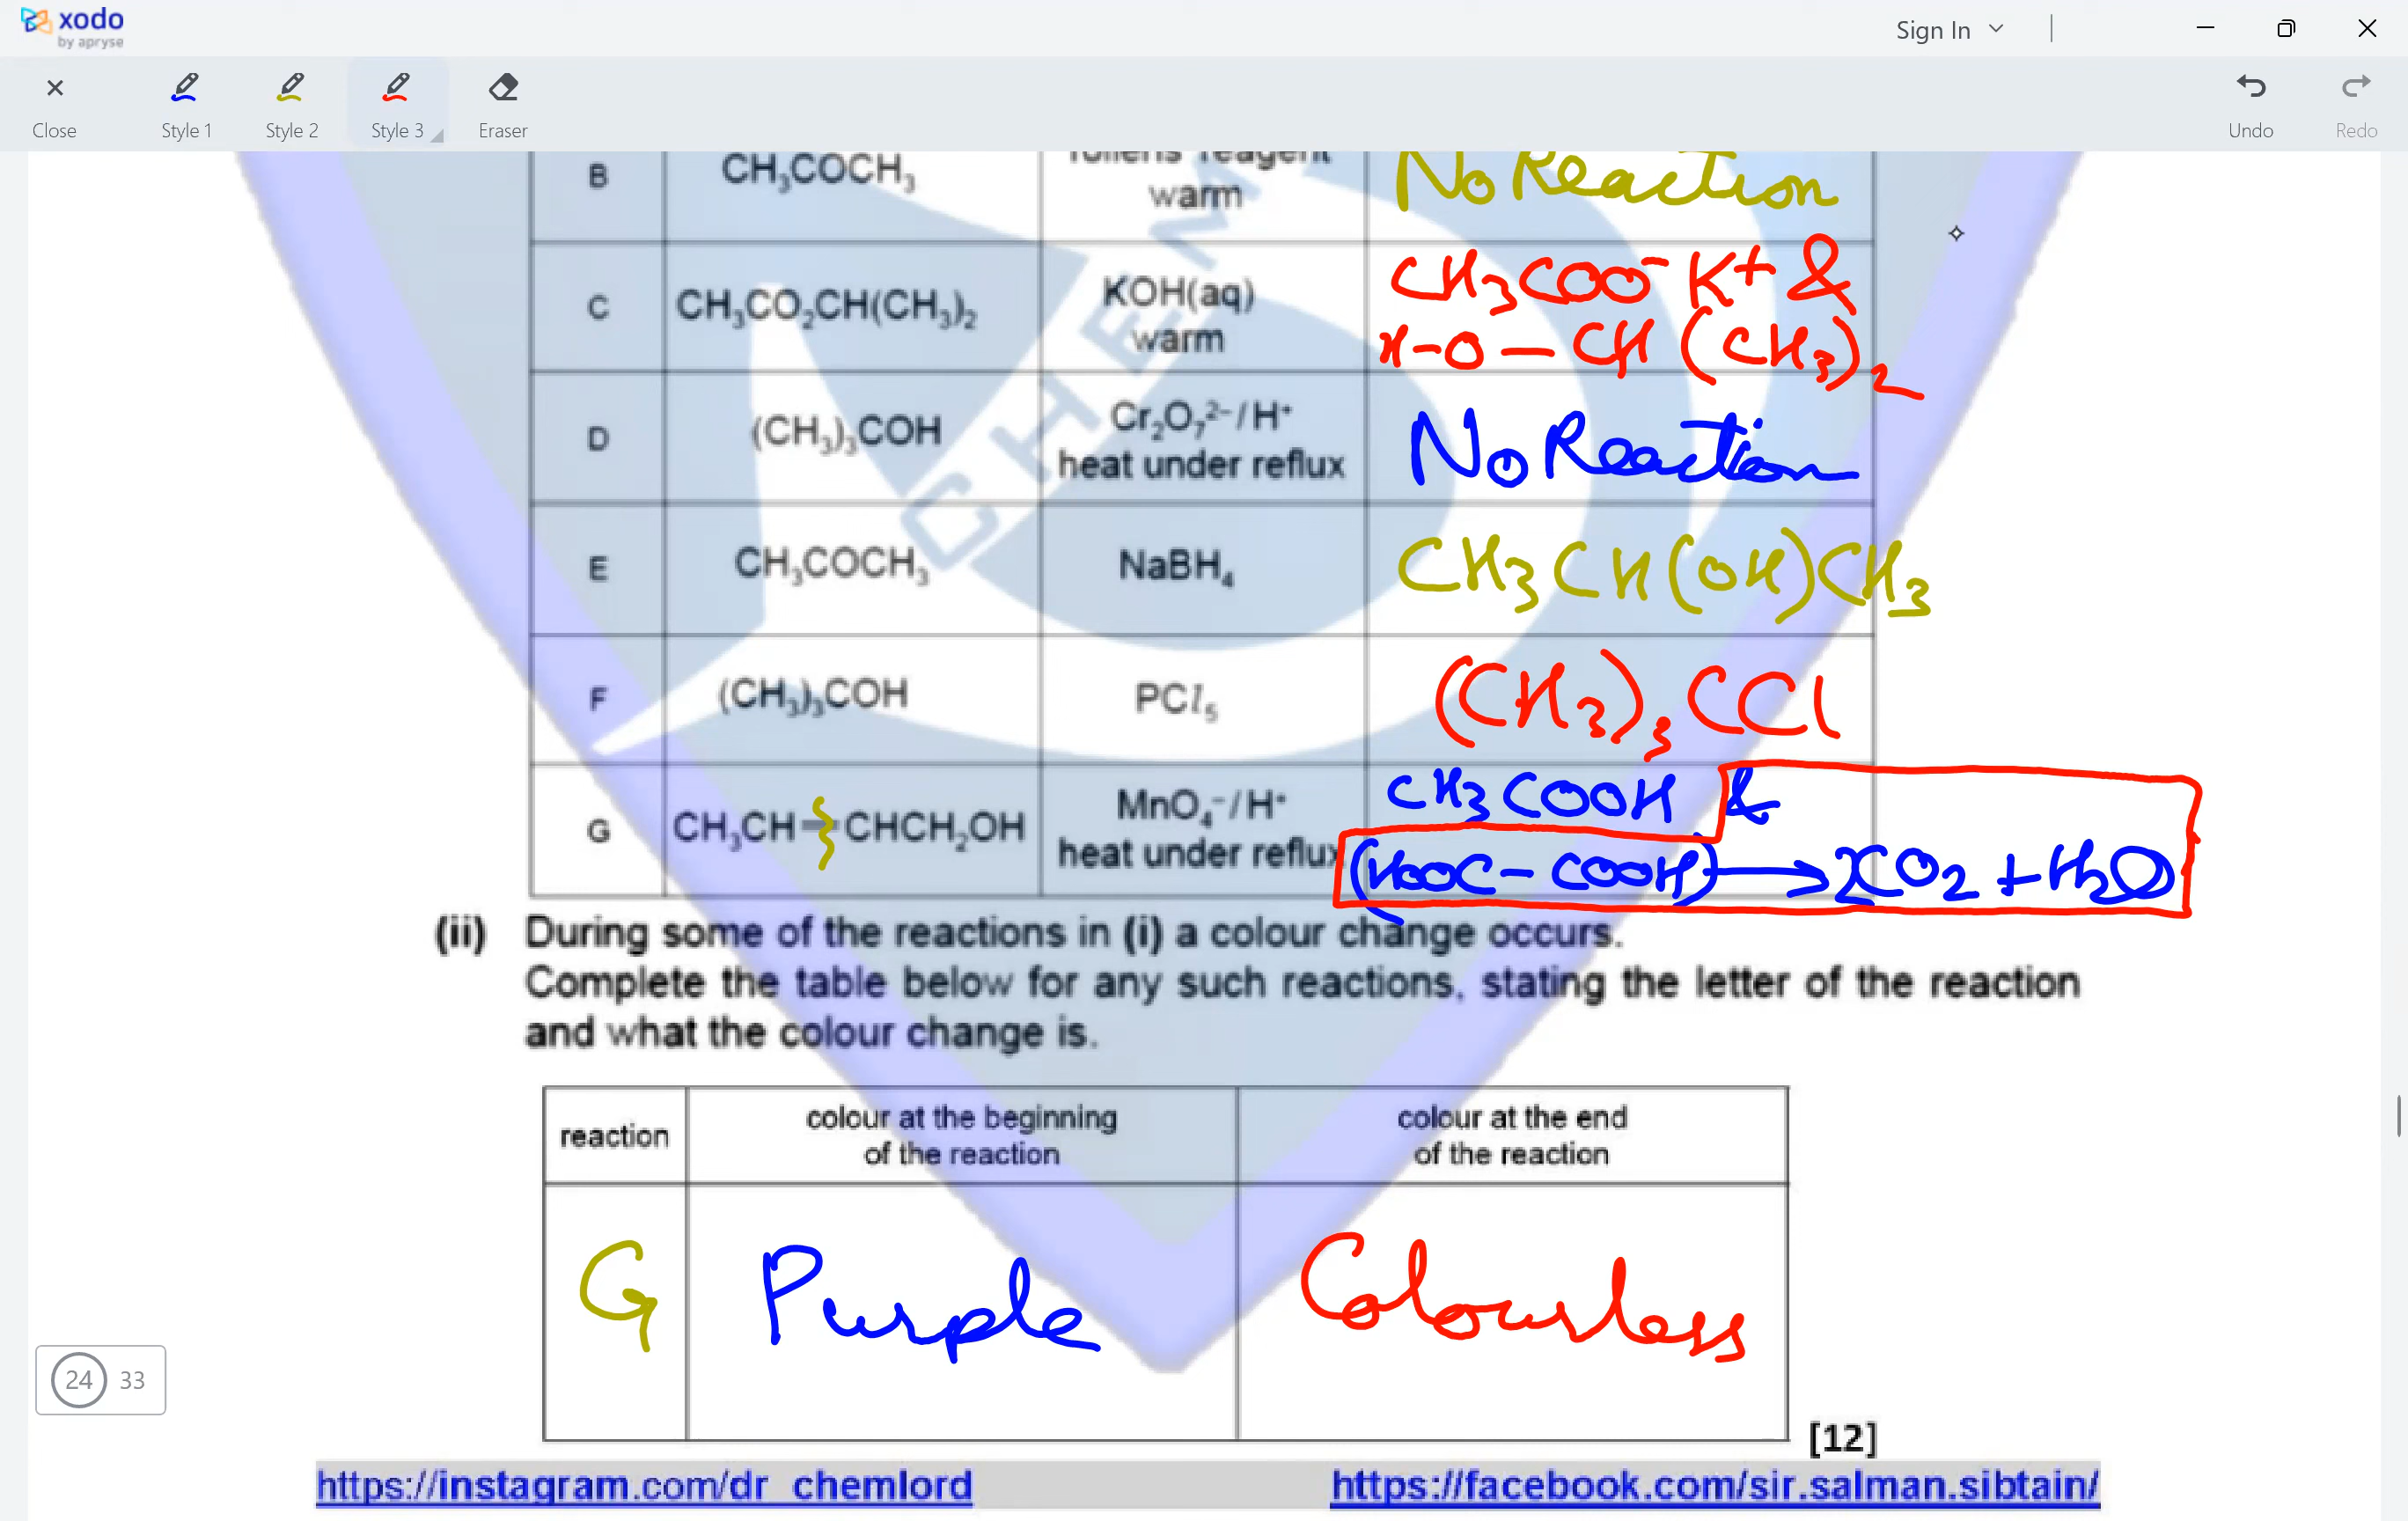 xodo
by apryse
Sign In
Close
Style 1
Style 2
Style 3
Eraser
Undo
Redo
B CH₃COCH₃ Tollens reagent warm No Reaction
C CH₃CO₂CH(CH₃)₂ KOH(aq) warm CH₃COO⁻K⁺ & H-O-CH(CH₃)₂
D (CH₃)₃COH Cr₂O₇²⁻/H⁺ heat under reflux No Reaction
E CH₃COCH₃ NaBH₄ CH₃CH(OH)CH₃
F (CH₃)₃COH PCl₅ (CH₃)₃CCl
G CH₃CH=CHCH₂OH MnO₄⁻/H⁺ heat under reflux CH₃COOH & (HOOC-COOH)→2CO₂+H₂O
(ii) During some of the reactions in (i) a colour change occurs.
Complete the table below for any such reactions, stating the letter of the reaction
and what the colour change is.
reaction
colour at the beginning
of the reaction
colour at the end
of the reaction
G Purple Colourless
[12]
CHEM
24 33
https://instagram.com/dr_chemlord
https://facebook.com/sir.salman.sibtain/